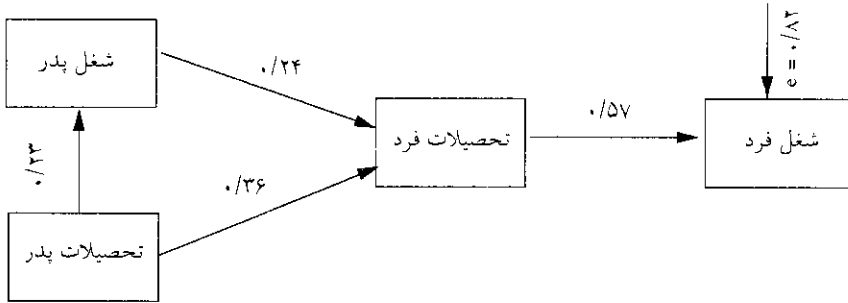 شغل پدر
۰/۲۴
e = ۰/۸۲
تحصیلات فرد
۰/۵۷
شغل فرد
۰/۲۳
۰/۳۶
تحصیلات پدر